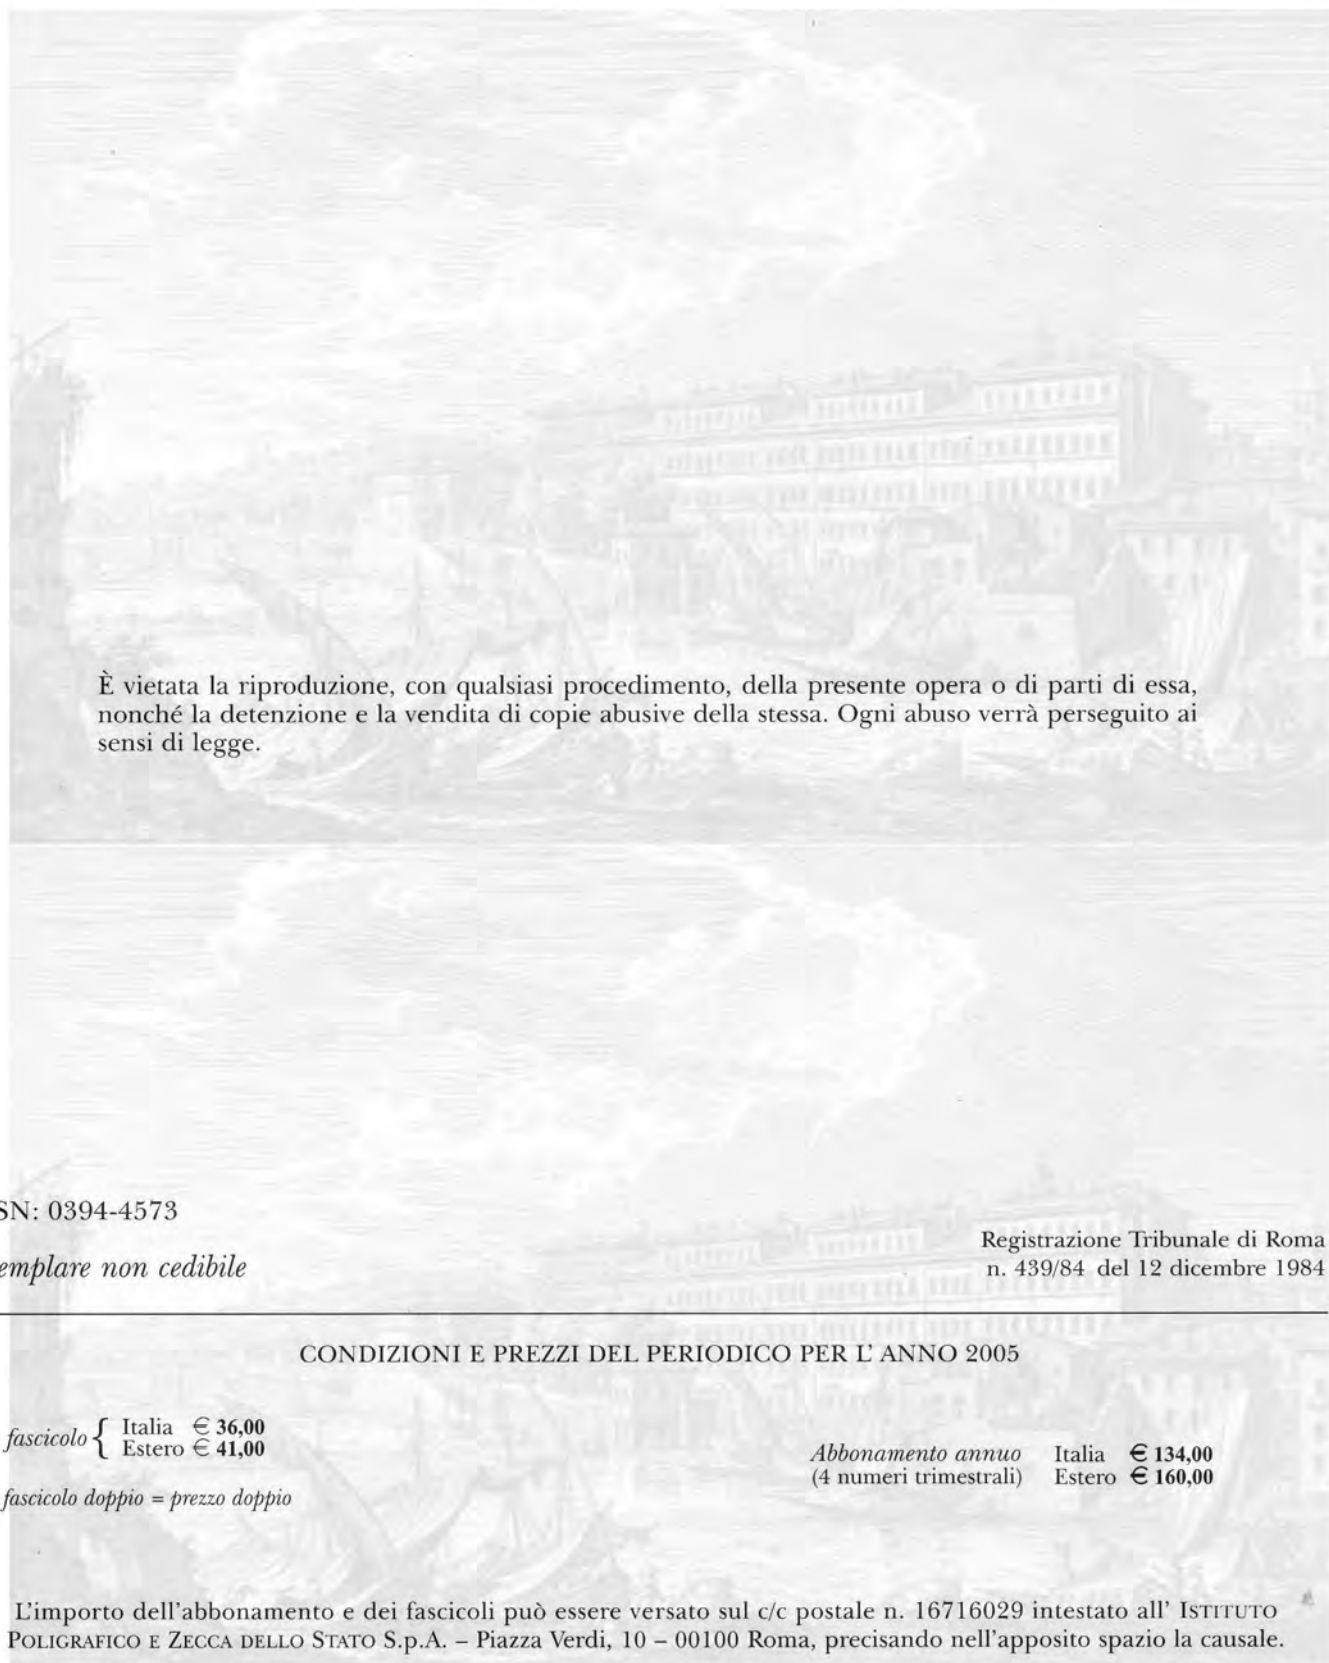 È vietata la riproduzione, con qualsiasi procedimento, della presente opera o di parti di essa,
nonché la detenzione e la vendita di copie abusive della stessa. Ogni abuso verrà perseguito ai
sensi di legge.
SN: 0394-4573
emplare non cedibile
Registrazione Tribunale di Roma
n. 439/84 del 12 dicembre 1984
CONDIZIONI E PREZZI DEL PERIODICO PER L' ANNO 2005
fascicolo { Italia € 36,00
Estero € 41,00
fascicolo doppio = prezzo doppio
Abbonamento annuo Italia € 134,00
(4 numeri trimestrali) Estero € 160,00
L'importo dell'abbonamento e dei fascicoli può essere versato sul c/c postale n. 16716029 intestato all' ISTITUTO
POLIGRAFICO E ZECCA DELLO STATO S.p.A. – Piazza Verdi, 10 – 00100 Roma, precisando nell'apposito spazio la causale.